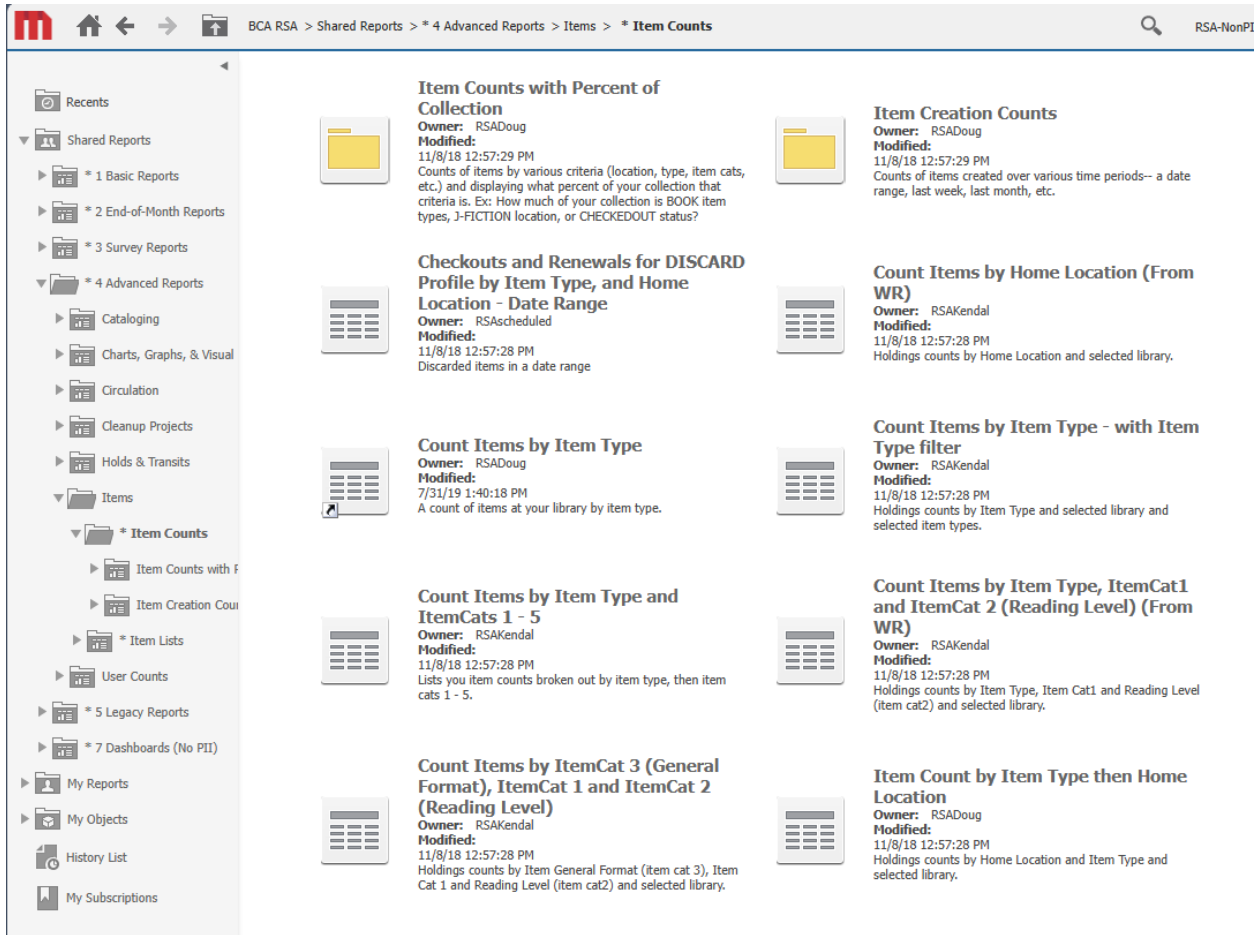 BCA RSA > Shared Reports > * 4 Advanced Reports > Items > * Item Counts
RSA-NonPI
Recents
Shared Reports
* 1 Basic Reports
* 2 End-of-Month Reports
* 3 Survey Reports
* 4 Advanced Reports
Cataloging
Charts, Graphs, & Visual
Circulation
Cleanup Projects
Holds & Transits
Items
* Item Counts
Item Counts with P
Item Creation Cou
* Item Lists
User Counts
* 5 Legacy Reports
* 7 Dashboards (No PII)
My Reports
My Objects
History List
My Subscriptions
Item Counts with Percent of
Collection
Owner: RSADoug
Modified:
11/8/18 12:57:29 PM
Counts of items by various criteria (location, type, item cats,
etc.) and displaying what percent of your collection that
criteria is. Ex: How much of your collection is BOOK item
types, J-FICTION location, or CHECKEDOUT status?
Item Creation Counts
Owner: RSADoug
Modified:
11/8/18 12:57:29 PM
Counts of items created over various time periods-- a date
range, last week, last month, etc.
Checkouts and Renewals for DISCARD
Profile by Item Type, and Home
Location - Date Range
Owner: RSAscheduled
Modified:
11/8/18 12:57:28 PM
Discarded items in a date range
Count Items by Home Location (From
WR)
Owner: RSAKendal
Modified:
11/8/18 12:57:28 PM
Holdings counts by Home Location and selected library.
Count Items by Item Type
Owner: RSADoug
Modified:
7/31/19 1:40:18 PM
A count of items at your library by item type.
Count Items by Item Type - with Item
Type filter
Owner: RSAKendal
Modified:
11/8/18 12:57:28 PM
Holdings counts by Item Type and selected library and
selected item types.
Count Items by Item Type and
ItemCats 1 - 5
Owner: RSAKendal
Modified:
11/8/18 12:57:28 PM
Lists you item counts broken out by item type, then item
cats 1 - 5.
Count Items by Item Type, ItemCat1
and ItemCat 2 (Reading Level) (From
WR)
Owner: RSAKendal
Modified:
11/8/18 12:57:28 PM
Holdings counts by Item Type, Item Cat1 and Reading Level
(item cat2) and selected library.
Count Items by ItemCat 3 (General
Format), ItemCat 1 and ItemCat 2
(Reading Level)
Owner: RSAKendal
Modified:
11/8/18 12:57:28 PM
Holdings counts by Item General Format (item cat 3), Item
Cat 1 and Reading Level (item cat2) and selected library.
Item Count by Item Type then Home
Location
Owner: RSADoug
Modified:
11/8/18 12:57:28 PM
Holdings counts by Home Location and Item Type and
selected library.